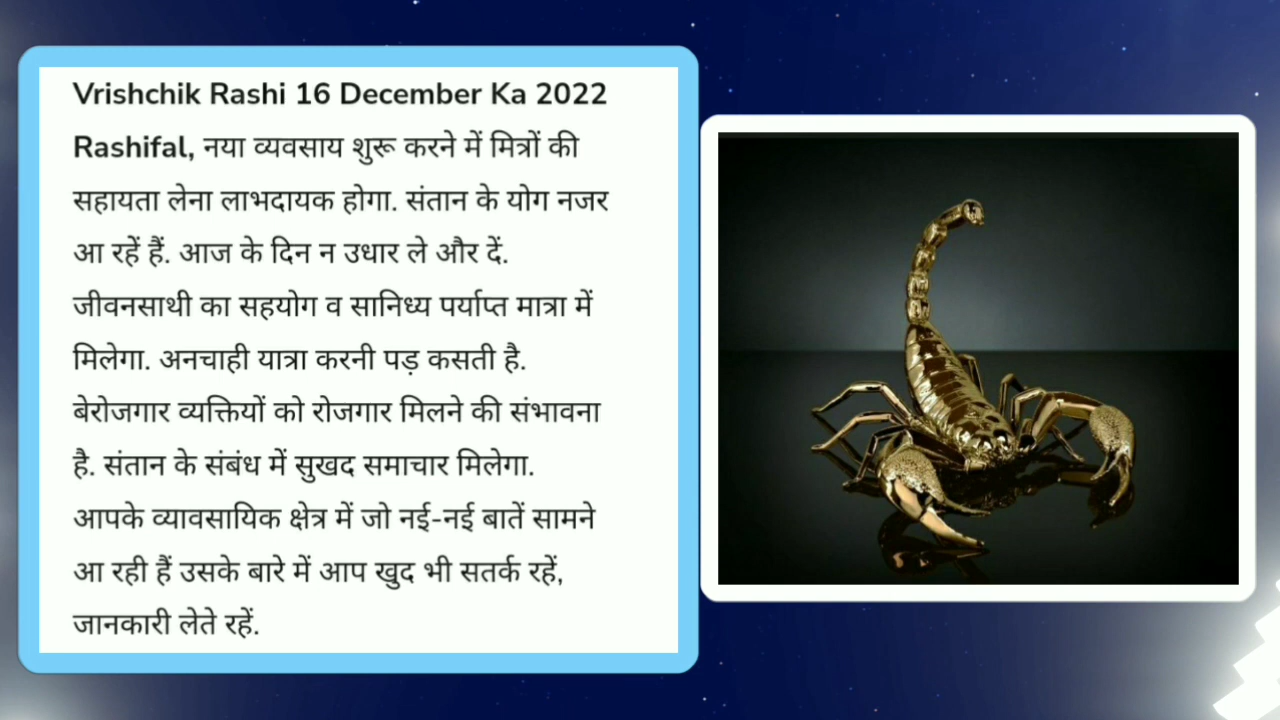 Vrishchik Rashi 16 December Ka 2022
Rashifal, नया व्यवसाय शुरू करने में मित्रों की
सहायता लेना लाभदायक होगा. संतान के योग नजर
आ रहें हैं. आज के दिन न उधार ले और दें.
जीवनसाथी का सहयोग व सानिध्य पर्याप्त मात्रा में
मिलेगा. अनचाही यात्रा करनी पड़ कसती है.
बेरोजगार व्यक्तियों को रोजगार मिलने की संभावना
है. संतान के संबंध में सुखद समाचार मिलेगा.
आपके व्यावसायिक क्षेत्र में जो नई-नई बातें सामने
आ रही हैं उसके बारे में आप खुद भी सतर्क रहें,
जानकारी लेते रहें.